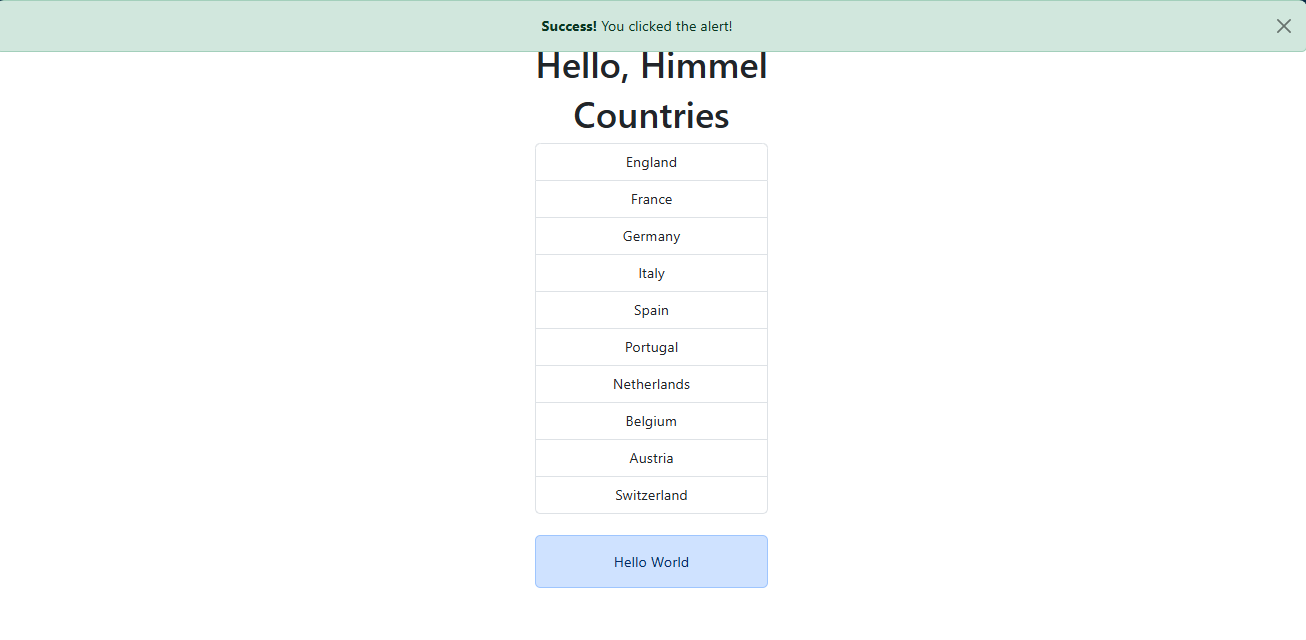 Success! You clicked the alert!
Hello, Himmel
Countries
England
France
Germany
Italy
Spain
Portugal
Netherlands
Belgium
Austria
Switzerland
Hello World